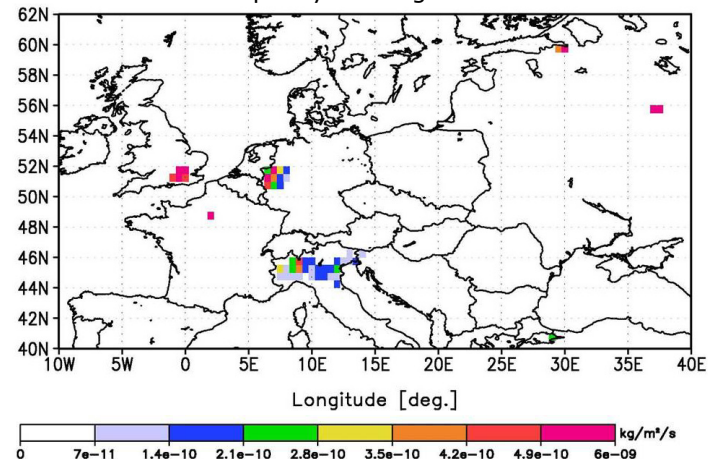 62N
60N
58N
56N
54N
52N
50N
48N
46N
44N
42N
40N
10W 5W 0 5E 10E 15E 20E 25E 30E 35E 40E
Longitude [deg.]
kg/m²/s
0 7e-11 1.4e-10 2.1e-10 2.8e-10 3.5e-10 4.2e-10 4.9e-10 6e-09